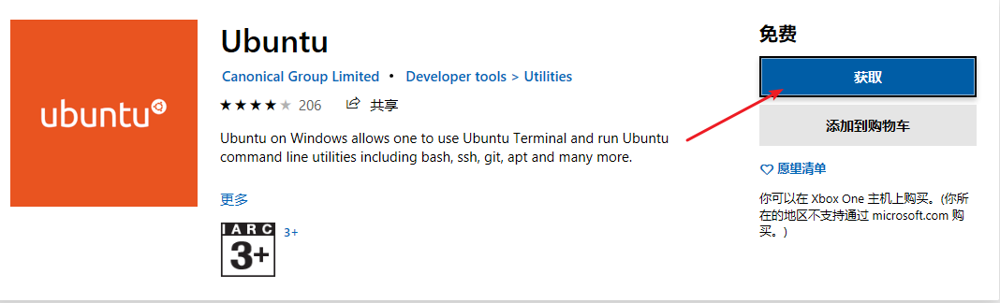 ubuntu
Ubuntu
Canonical Group Limited • Developer tools > Utilities
★★★★★ 206 共享
Ubuntu on Windows allows one to use Ubuntu Terminal and run Ubuntu
command line utilities including bash, ssh, git, apt and many more.
更多
IARC
3+
3+
免费
获取
添加到购物车
愿望清单
你可以在 Xbox One 主机上购买。(你所
在的地区不支持通过 microsoft.com 购
买。)